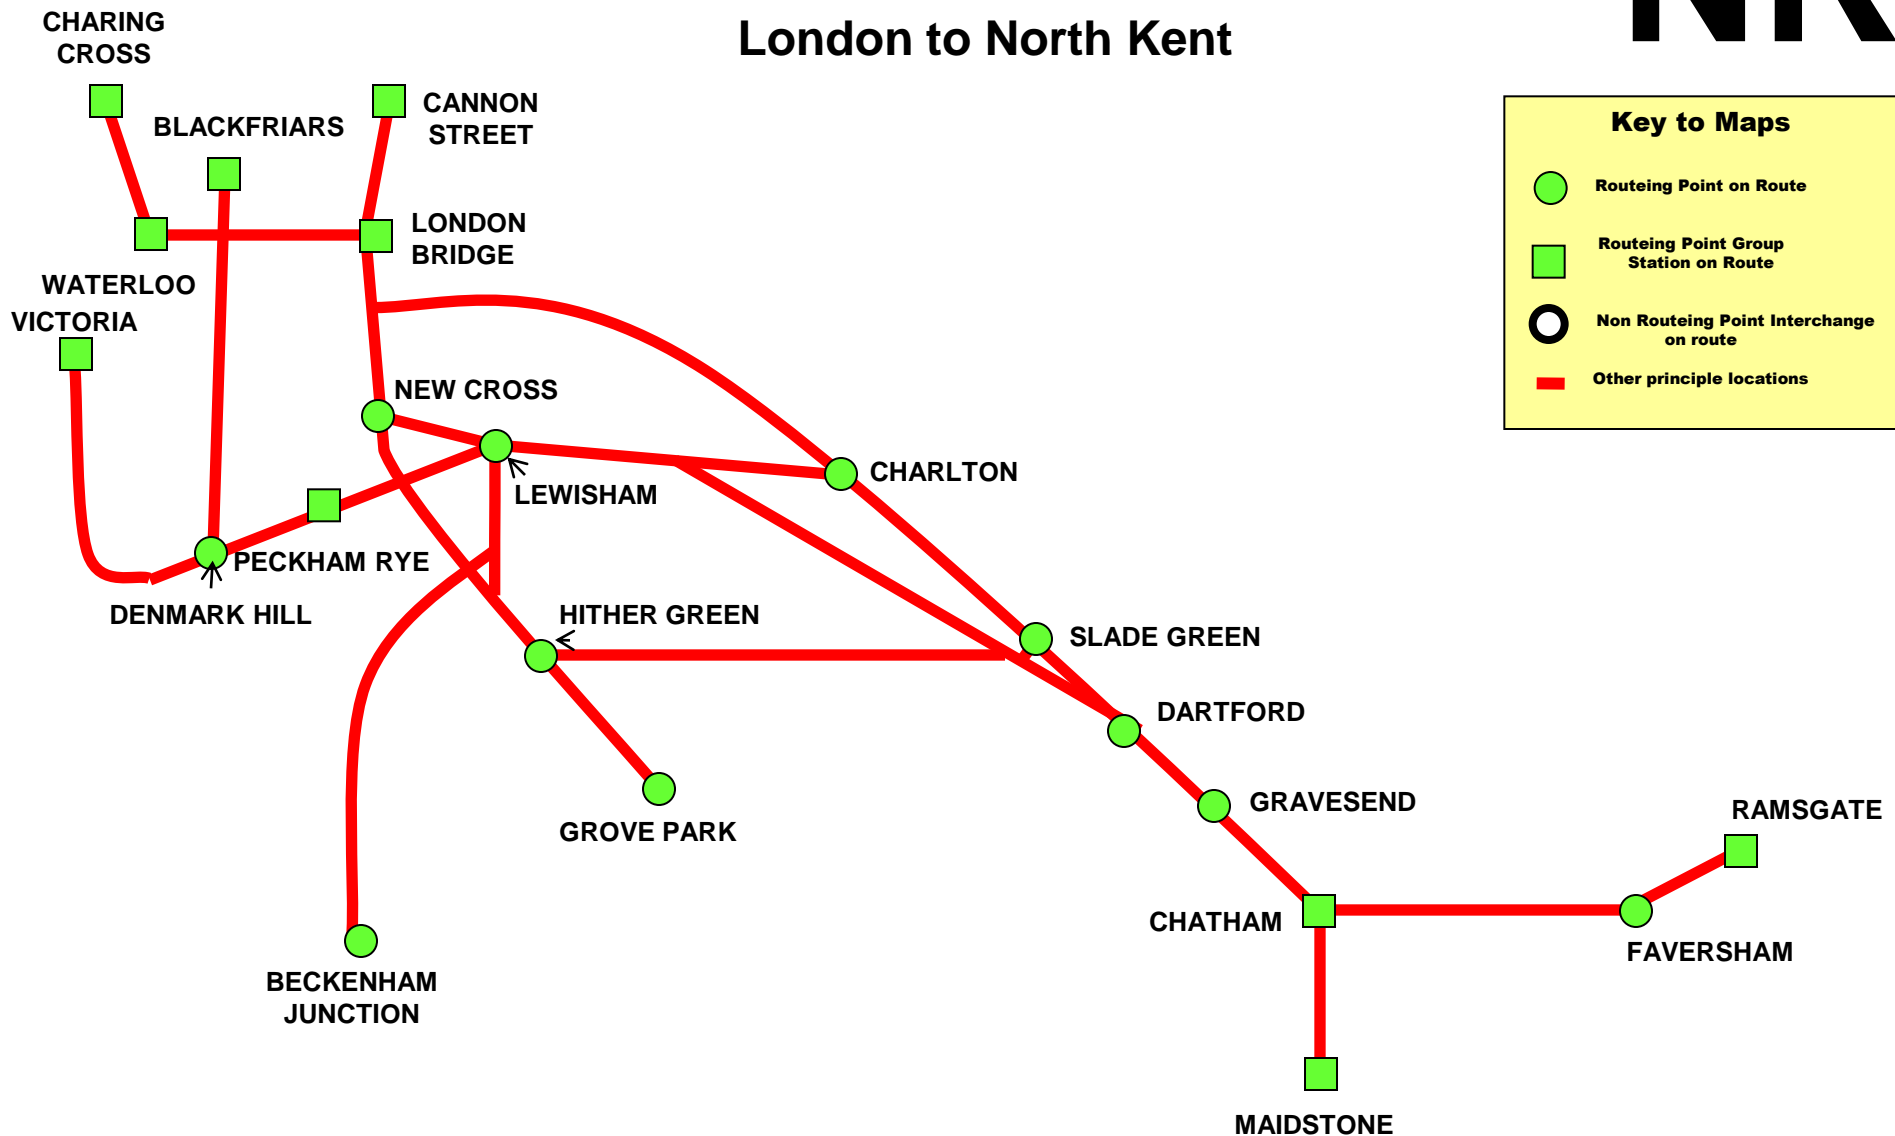 NR
London to North Kent
CHARING
CROSS
BLACKFRIARS
CANNON
STREET
LONDON
BRIDGE
WATERLOO
VICTORIA
NEW CROSS
LEWISHAM
CHARLTON
PECKHAM RYE
DENMARK HILL
HITHER GREEN
SLADE GREEN
DARTFORD
GROVE PARK
GRAVESEND
RAMSGATE
CHATHAM
FAVERSHAM
BECKENHAM
JUNCTION
MAIDSTONE
Key to Maps
Routeing Point on Route
Routeing Point Group
Station on Route
Non Routeing Point Interchange
on route
Other principle locations